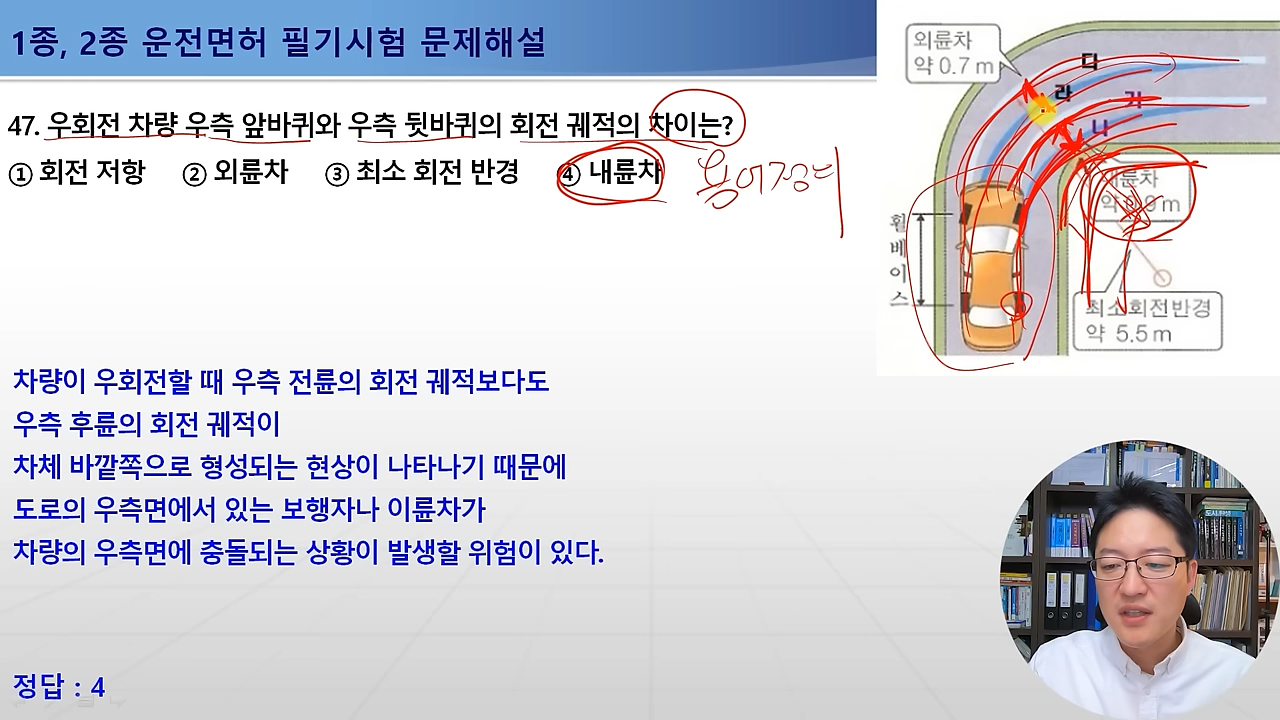 1종, 2종 운전면허 필기시험 문제해설
47. 우회전 차량 우측 앞바퀴와 우측 뒷바퀴의 회전 궤적의 차이는?
① 회전 저항 ② 외륜차 ③ 최소 회전 반경 ④ 내륜차
용어정니
외륜차
약 0.7 m
다
라
가
나
내륜차
약
휠베이스
최소회전반경
약 5.5 m
차량이 우회전할 때 우측 전륜의 회전 궤적보다도
우측 후륜의 회전 궤적이
차체 바깥쪽으로 형성되는 현상이 나타나기 때문에
도로의 우측면에서 있는 보행자나 이륜차가
차량의 우측면에 충돌되는 상황이 발생할 위험이 있다.
정답 : 4